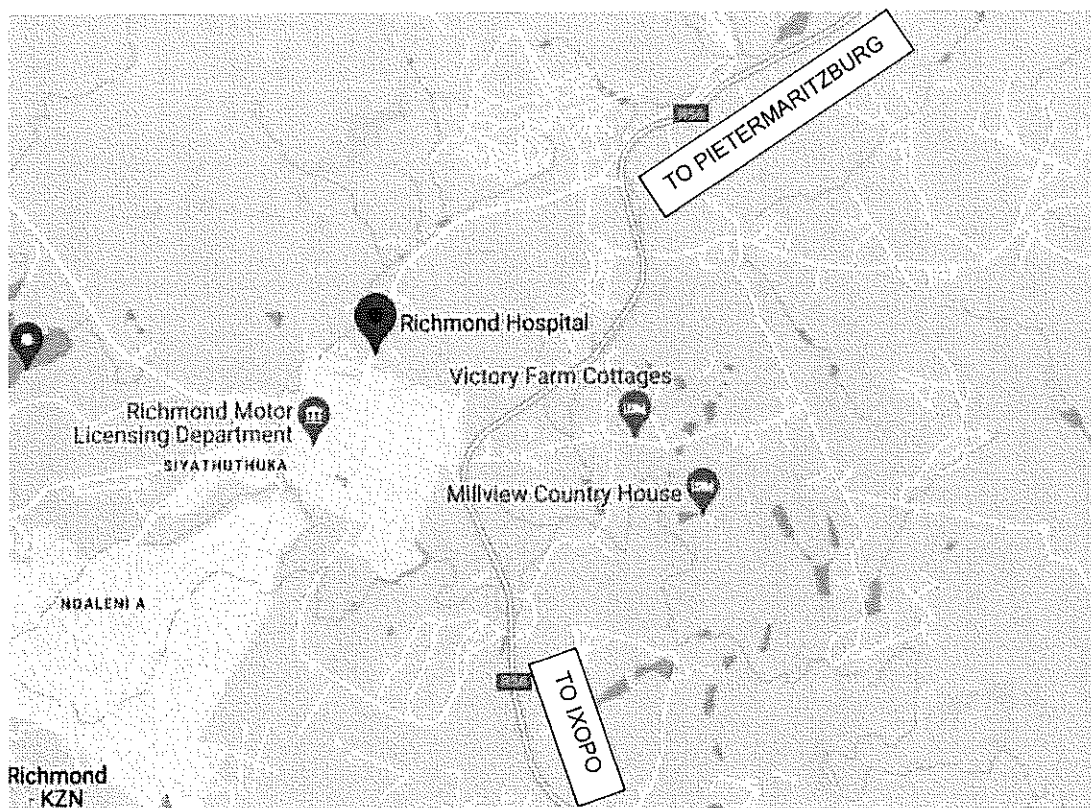 TO PIETERMARITZBURG
Richmond Hospital
Victory Farm Cottages
Richmond Motor
Licensing Department
SIYATHUTHUKA
Millview Country House
NDALENI A
TO IXOPO
Richmond
- KZN